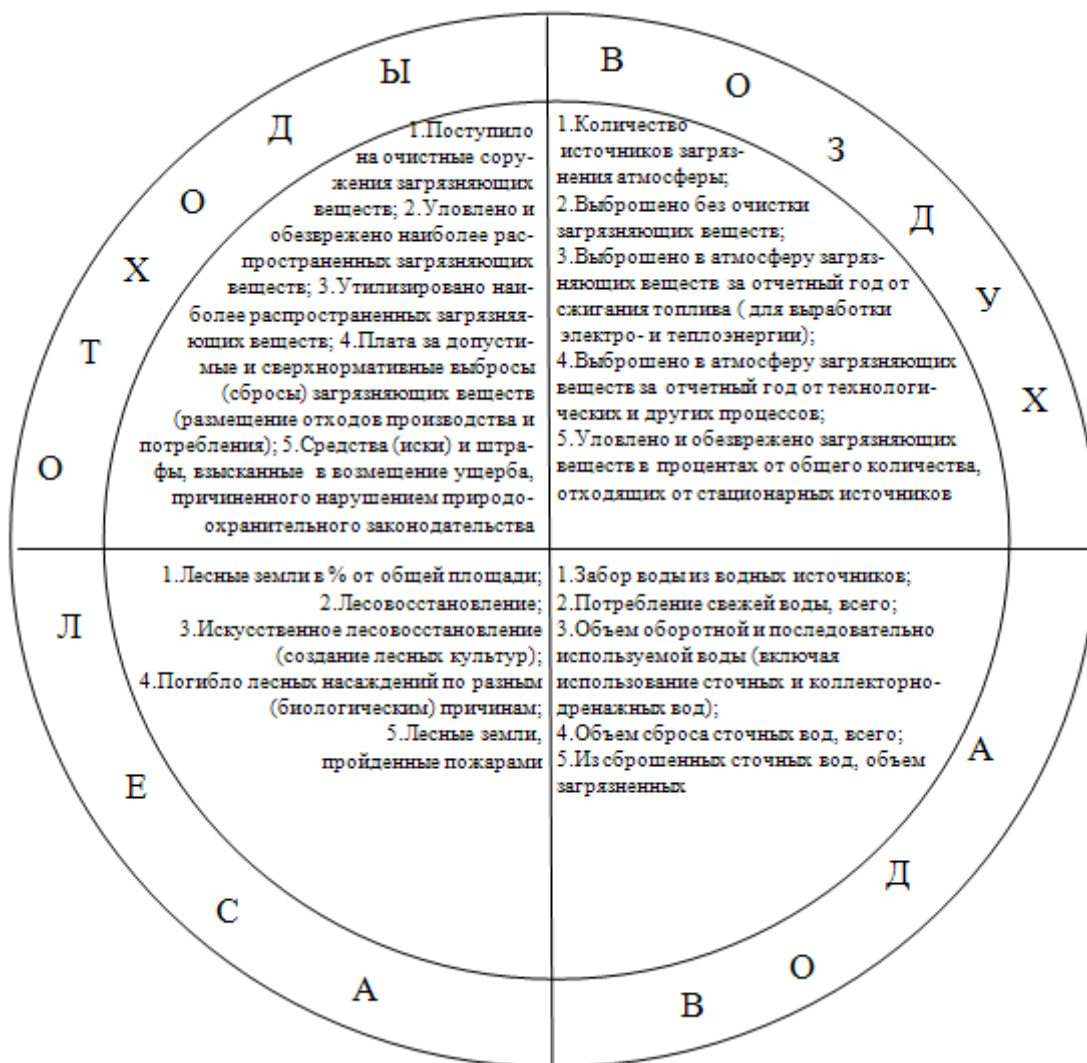 ОТХОДЫ
1.Поступило
на очистные соору-
жения загрязняющих
веществ; 2.Уловлено и
обезврежено наиболее рас-
пространенных загрязняющих
веществ; 3.Утилизировано наи-
более распространенных загрязня-
ющих веществ; 4.Плата за допусти-
мые и сверхнормативные выбросы
(сбросы) загрязняющих веществ
(размещение отходов производства и
потребления); 5.Средства (иски) и штра-
фы, взысканные в возмещение ущерба,
причиненного нарушением природо-
охранительного законодательства
ВОЗДУХ
1.Количество
источников загряз-
нения атмосферы;
2.Выброшено без очистки
загрязняющих веществ;
3.Выброшено в атмосферу загряз-
няющих веществ за отчетный год от
сжигания топлива ( для выработки
электро- и теплоэнергии);
4.Выброшено в атмосферу загрязняющих
веществ за отчетный год от технологи-
ческих и других процессов;
5.Уловлено и обезврежено загрязняющих
веществ в процентах от общего количества,
отходящих от стационарных источников
ЛЕСА
1.Лесные земли в % от общей площади;
2.Лесовосстановление;
3.Искусственное лесовосстановление
(создание лесных культур);
4.Погибло лесных насаждений по разным
(биологическим) причинам;
5.Лесные земли,
пройденные пожарами
ВОДА
1.Забор воды из водных источников;
2.Потребление свежей воды, всего;
3.Объем оборотной и последовательно
используемой воды (включая
использование сточных и коллекторно-
дренажных вод);
4.Объем сброса сточных вод, всего;
5.Из сброшенных сточных вод, объем
загрязненных